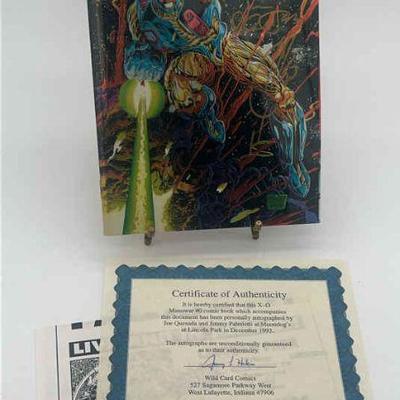 Certificate of Authenticity
It is hereby certified that this X-O
Manowar #0 comic book which accompanies
this document has been personally autographed by
Joe Quesada and Jimmy Palmiotti at Moondog's
at Lincoln Park in December 1993.
The autographs are unconditionally guaranteed
as to their authenticity.
Wild Card Comics
527 Sagamore Parkway West
West Lafayette, Indiana 47906
LIV